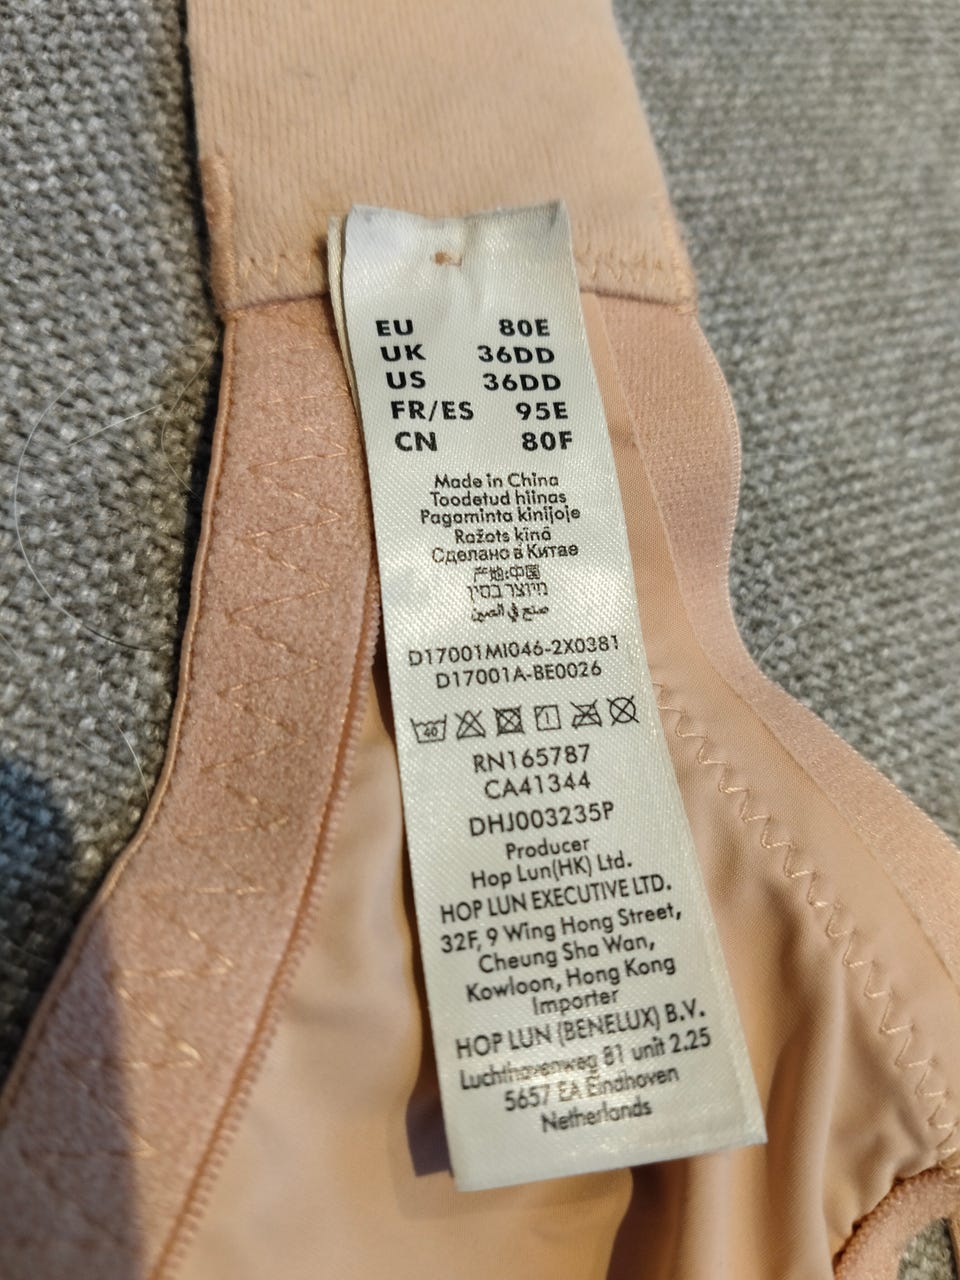 EU 80E
UK 36DD
US 36DD
FR/ES 95E
CN 80F
Made in China
Toodetud hiinas
Pagaminta kinijoje
Ražots ķīnā
Сделано в Китае
产地:中国
מיוצר בסין
صنع في الصين
D17001MI046-2X0381
D17001A-BE0026
40
1
RN165787
CA41344
DHJ003235P
Producer
Hop Lun(HK) Ltd.
HOP LUN EXECUTIVE LTD.
32F, 9 Wing Hong Street,
Cheung Sha Wan,
Kowloon, Hong Kong
Importer
HOP LUN (BENELUX) B.V.
Luchthavenweg 81 unit 2.25
5657 EA Eindhoven
Netherlands